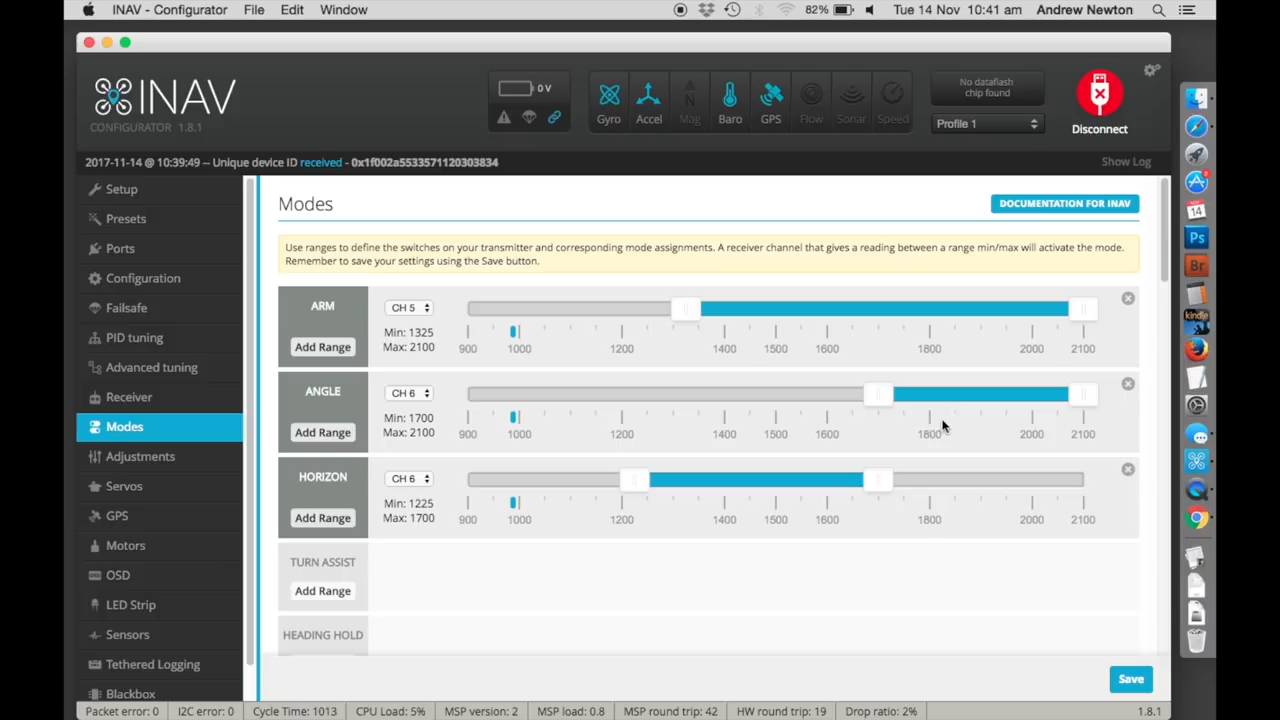 INAV - Configurator File Edit Window 82% Tue 14 Nov 10:41 am Andrew Newton
INAV
CONFIGURATOR 1.8.1
0 V
Gyro Accel Mag Baro GPS Flow Sonar Speed
No dataflash
chip found
Profile 1
Disconnect
2017-11-14 @ 10:39:49 -- Unique device ID received - 0x1f002a5533571120303834
Show Log
Setup
Presets
Ports
Configuration
Failsafe
PID tuning
Advanced tuning
Receiver
Modes
Adjustments
Servos
GPS
Motors
OSD
LED Strip
Sensors
Tethered Logging
Blackbox
Modes
DOCUMENTATION FOR INAV
Use ranges to define the switches on your transmitter and corresponding mode assignments. A receiver channel that gives a reading between a range min/max will activate the mode.
Remember to save your settings using the Save button.
ARM
Add Range
CH 5
Min: 1325
Max: 2100
900 1000 1200 1400 1500 1600 1800 2000 2100
ANGLE
Add Range
CH 6
Min: 1700
Max: 2100
900 1000 1200 1400 1500 1600 1800 2000 2100
HORIZON
Add Range
CH 6
Min: 1225
Max: 1700
900 1000 1200 1400 1500 1600 1800 2000 2100
TURN ASSIST
Add Range
HEADING HOLD
Save
Packet error: 0 I2C error: 0 Cycle Time: 1013 CPU Load: 5% MSP version: 2 MSP load: 0.8 MSP round trip: 42 HW round trip: 19 Drop ratio: 2% 1.8.1
14
Ps
Br
kindle